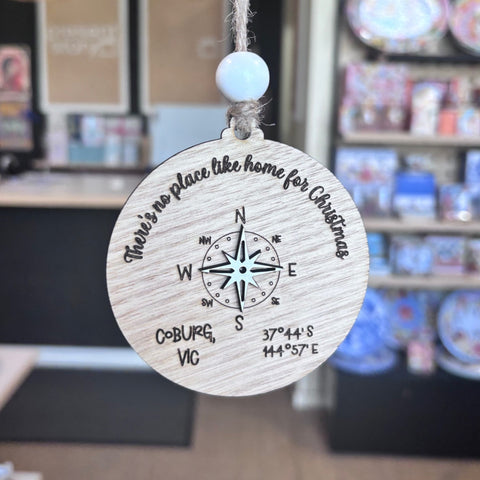 There's no place like home for Christmas
N
NW NE
W E
SW SE
S
COBURG, 37°44'S
VIC 144°57'E